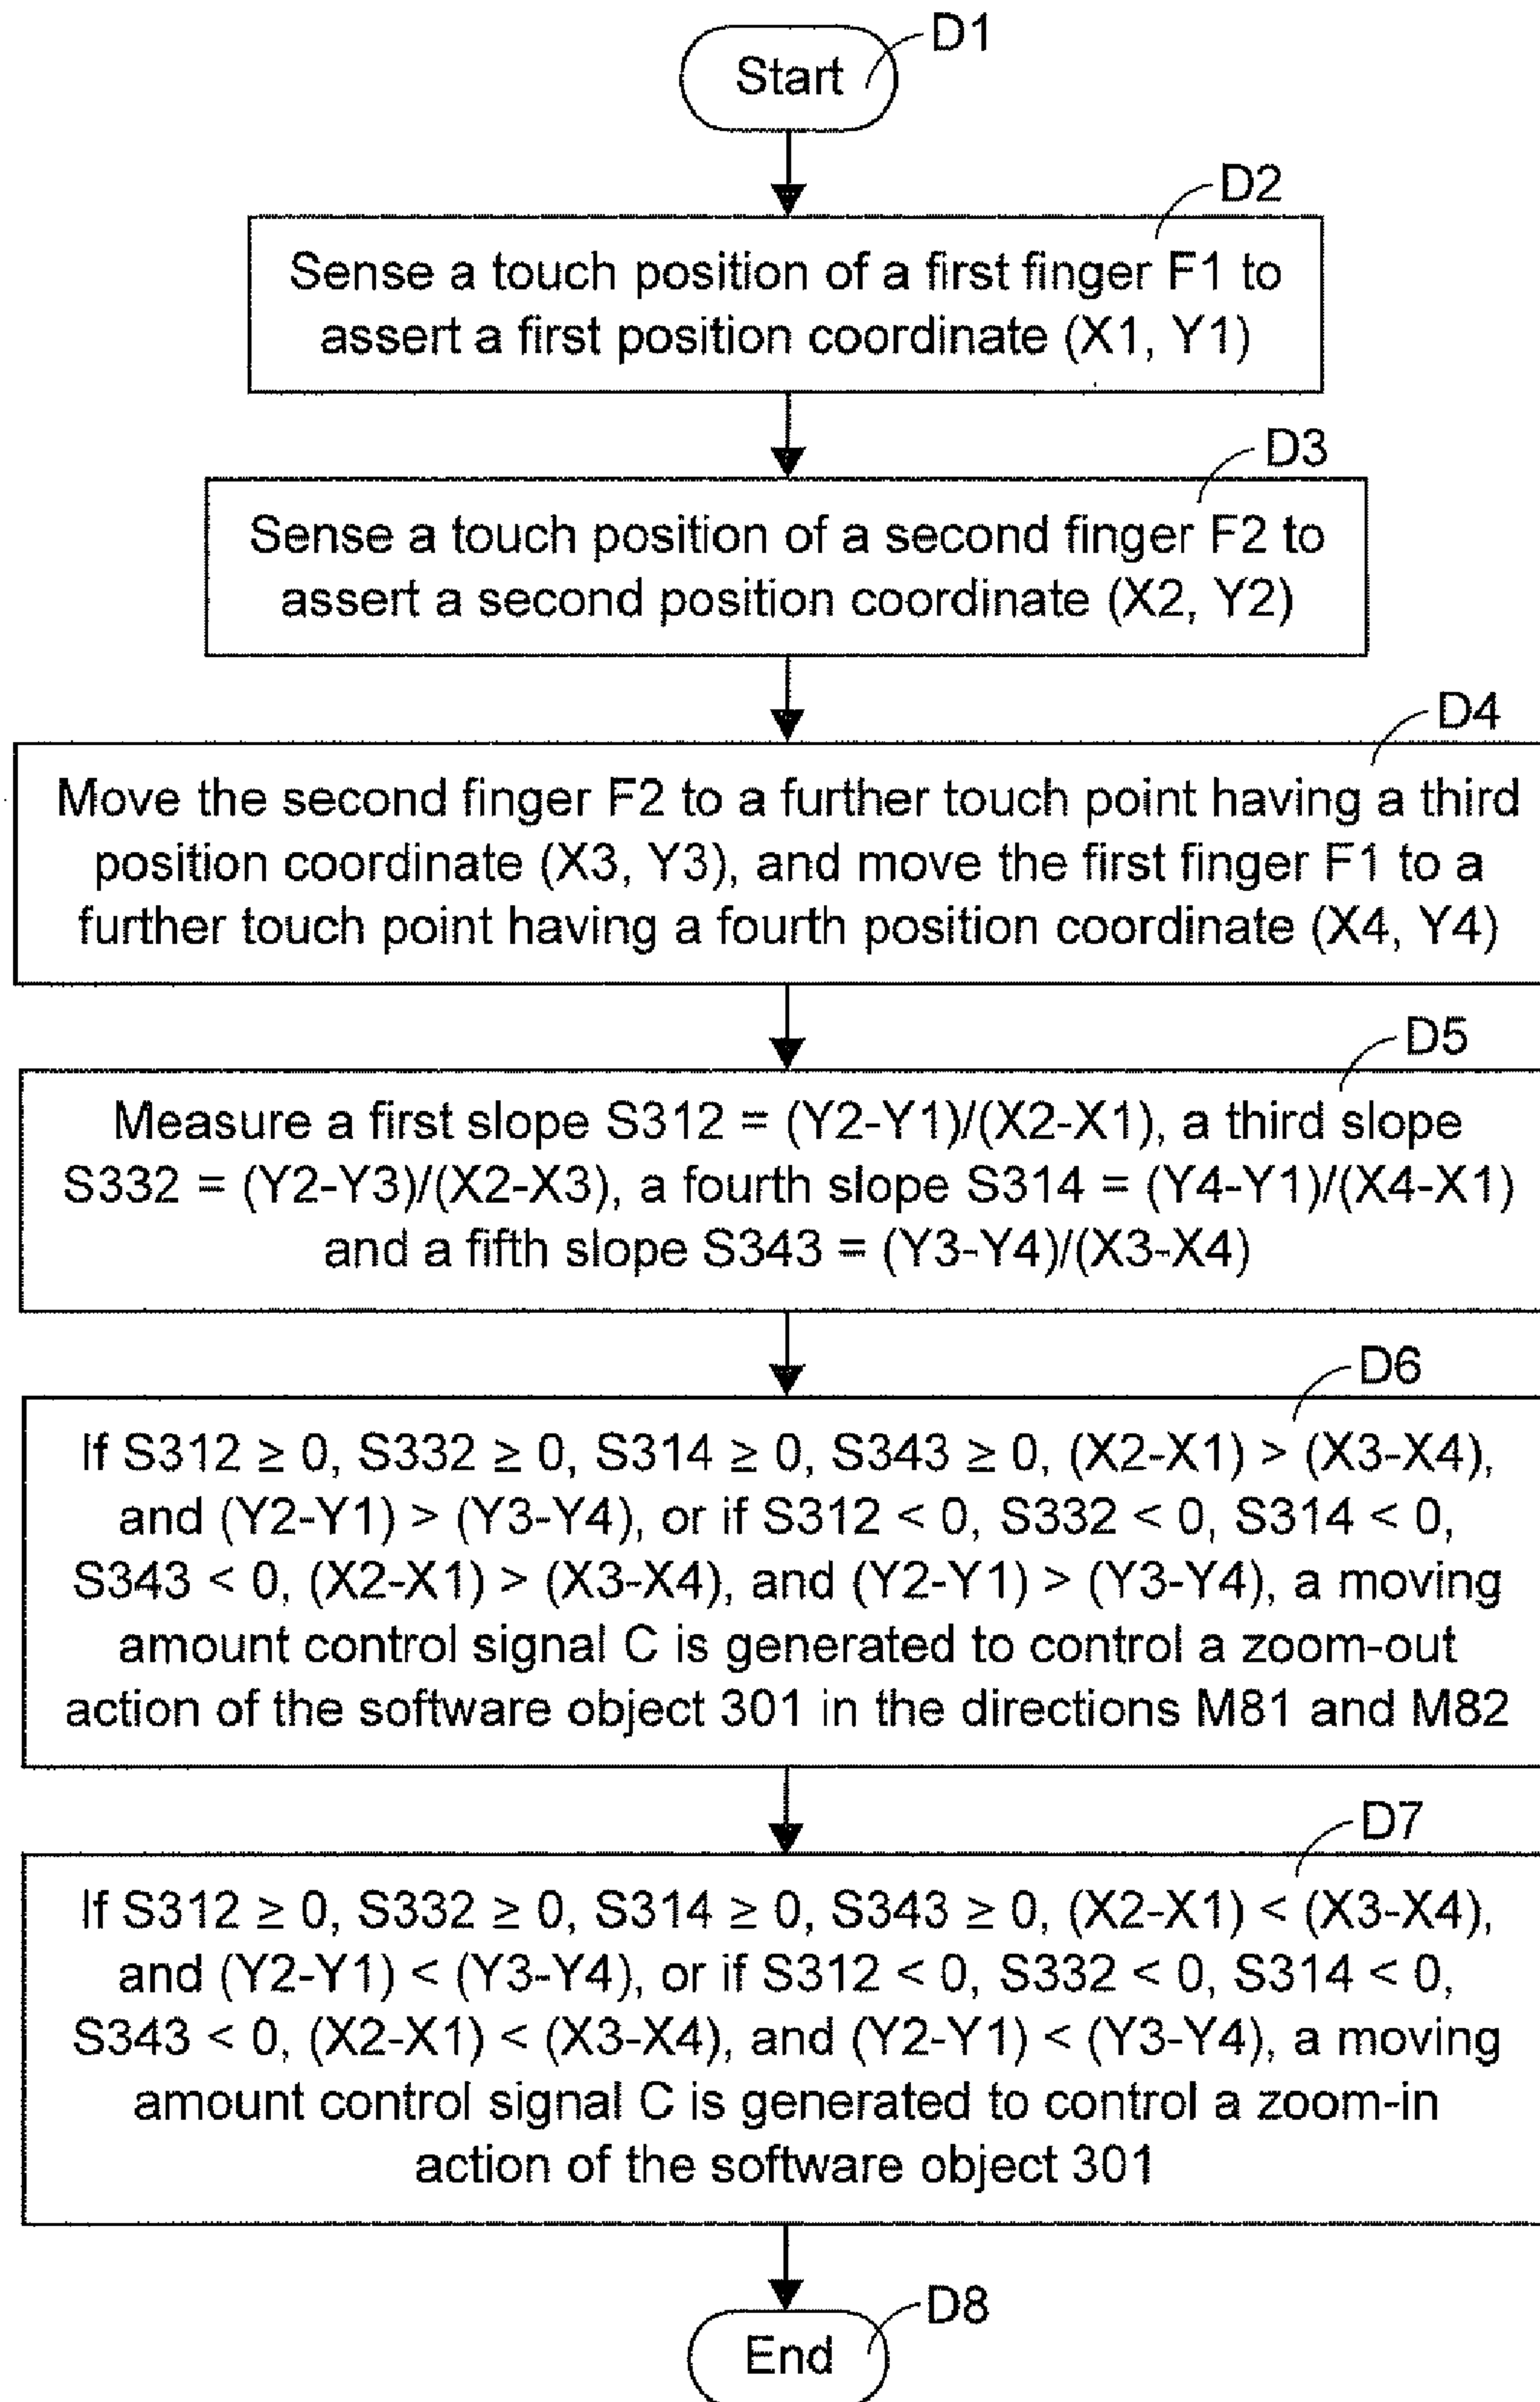 D1
Start
D2
Sense a touch position of a first finger F1 to
assert a first position coordinate (X1, Y1)
D3
Sense a touch position of a second finger F2 to
assert a second position coordinate (X2, Y2)
D4
Move the second finger F2 to a further touch point having a third
position coordinate (X3, Y3), and move the first finger F1 to a
further touch point having a fourth position coordinate (X4, Y4)
D5
Measure a first slope S312 = (Y2-Y1)/(X2-X1), a third slope
S332 = (Y2-Y3)/(X2-X3), a fourth slope S314 = (Y4-Y1)/(X4-X1)
and a fifth slope S343 = (Y3-Y4)/(X3-X4)
D6
If S312 ≥ 0, S332 ≥ 0, S314 ≥ 0, S343 ≥ 0, (X2-X1) > (X3-X4),
and (Y2-Y1) > (Y3-Y4), or if S312 < 0, S332 < 0, S314 < 0,
S343 < 0, (X2-X1) > (X3-X4), and (Y2-Y1) > (Y3-Y4), a moving
amount control signal C is generated to control a zoom-out
action of the software object 301 in the directions M81 and M82
D7
If S312 ≥ 0, S332 ≥ 0, S314 ≥ 0, S343 ≥ 0, (X2-X1) < (X3-X4),
and (Y2-Y1) < (Y3-Y4), or if S312 < 0, S332 < 0, S314 < 0,
S343 < 0, (X2-X1) < (X3-X4), and (Y2-Y1) < (Y3-Y4), a moving
amount control signal C is generated to control a zoom-in
action of the software object 301
D8
End